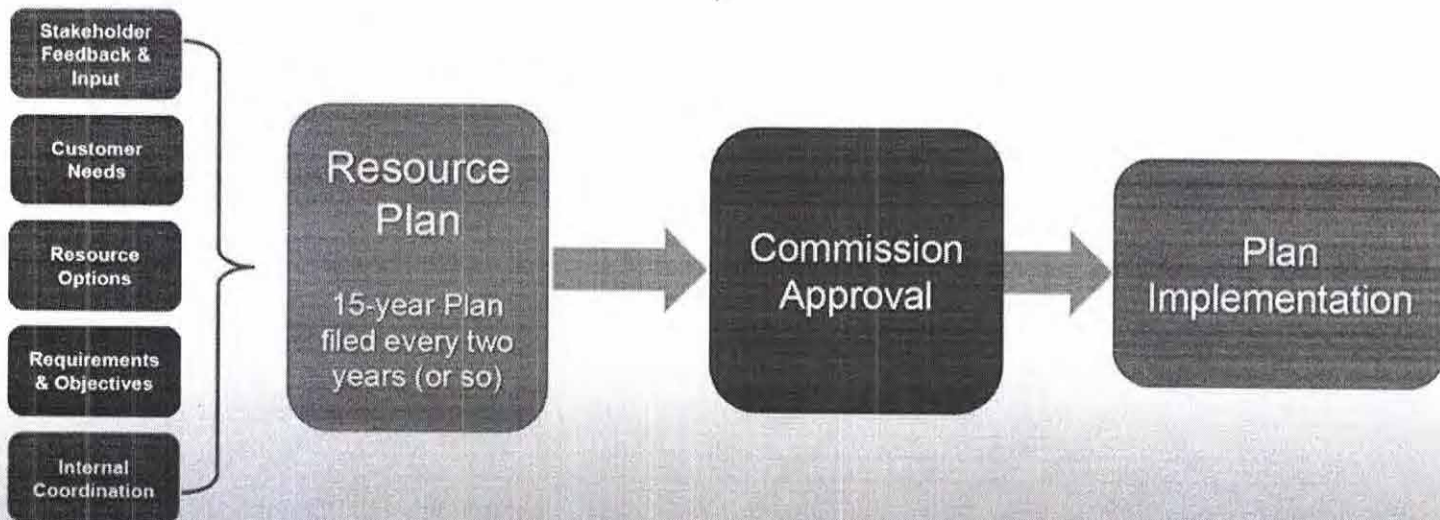 Stakeholder
Feedback &
Input
Customer
Needs
Resource
Options
Requirements
& Objectives
Internal
Coordination
Resource
Plan
15-year Plan
filed every two
years (or so)
Commission
Approval
Plan
Implementation